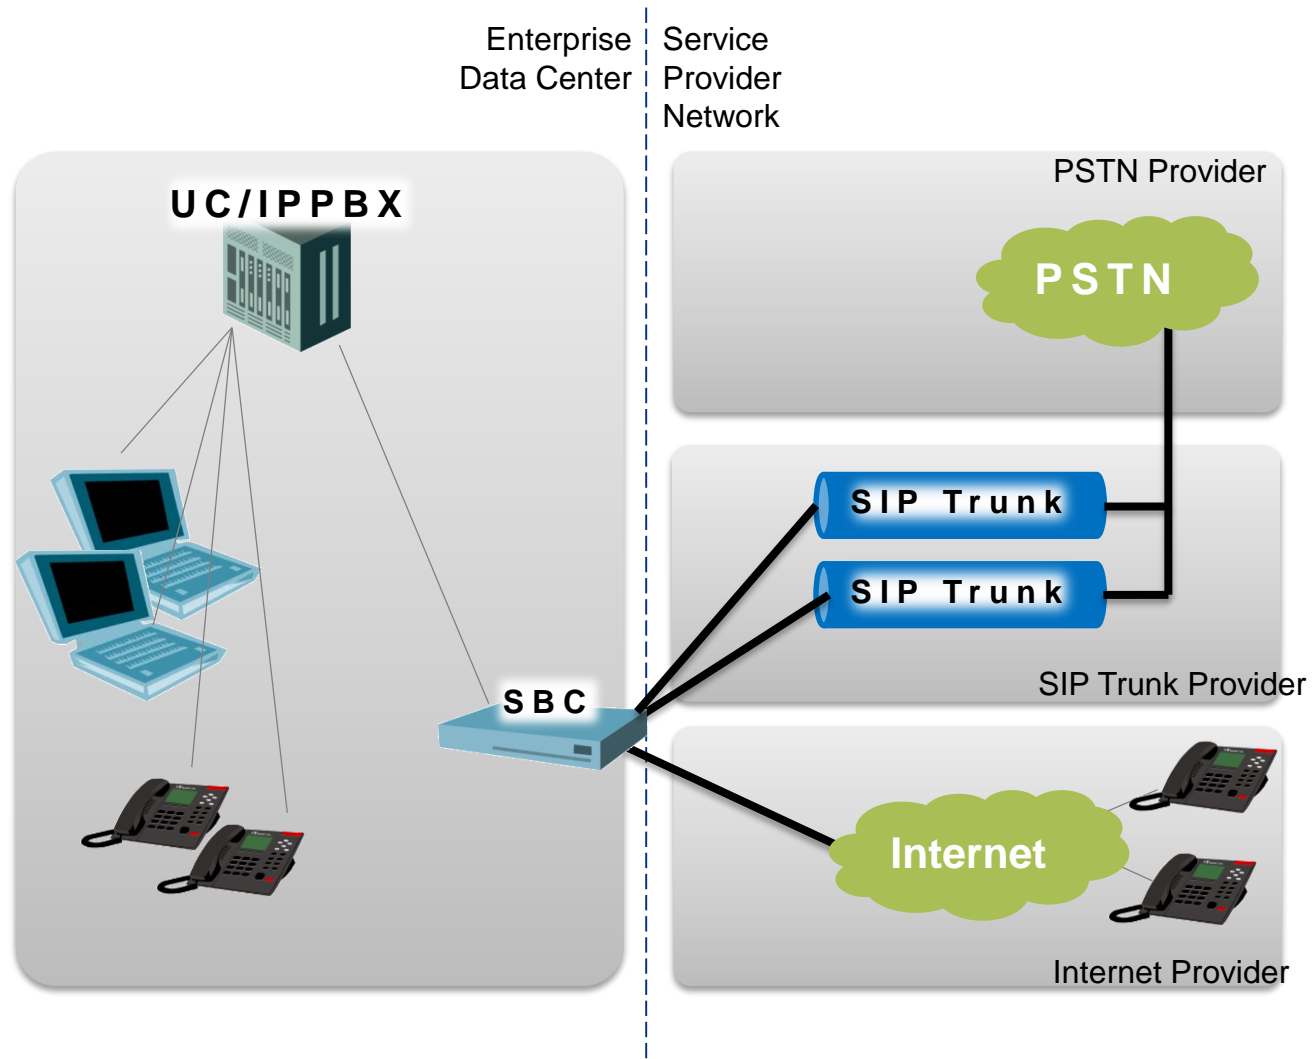 Enterprise
Data Center
Service
Provider
Network
UC/IPPBX
SBC
PSTN Provider
PSTN
SIP Trunk
SIP Trunk
SIP Trunk Provider
Internet
Internet Provider